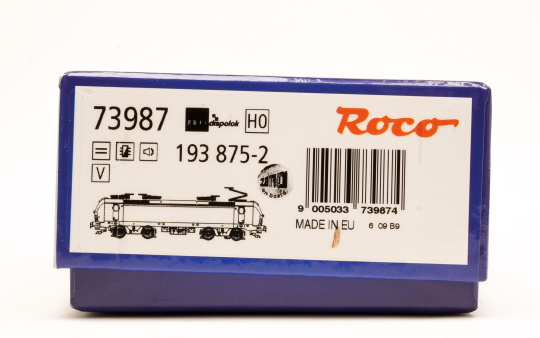 73987 dispolok H0 Roco
193 875-2
V
9 005033 739874
MADE IN EU 6 09 B9